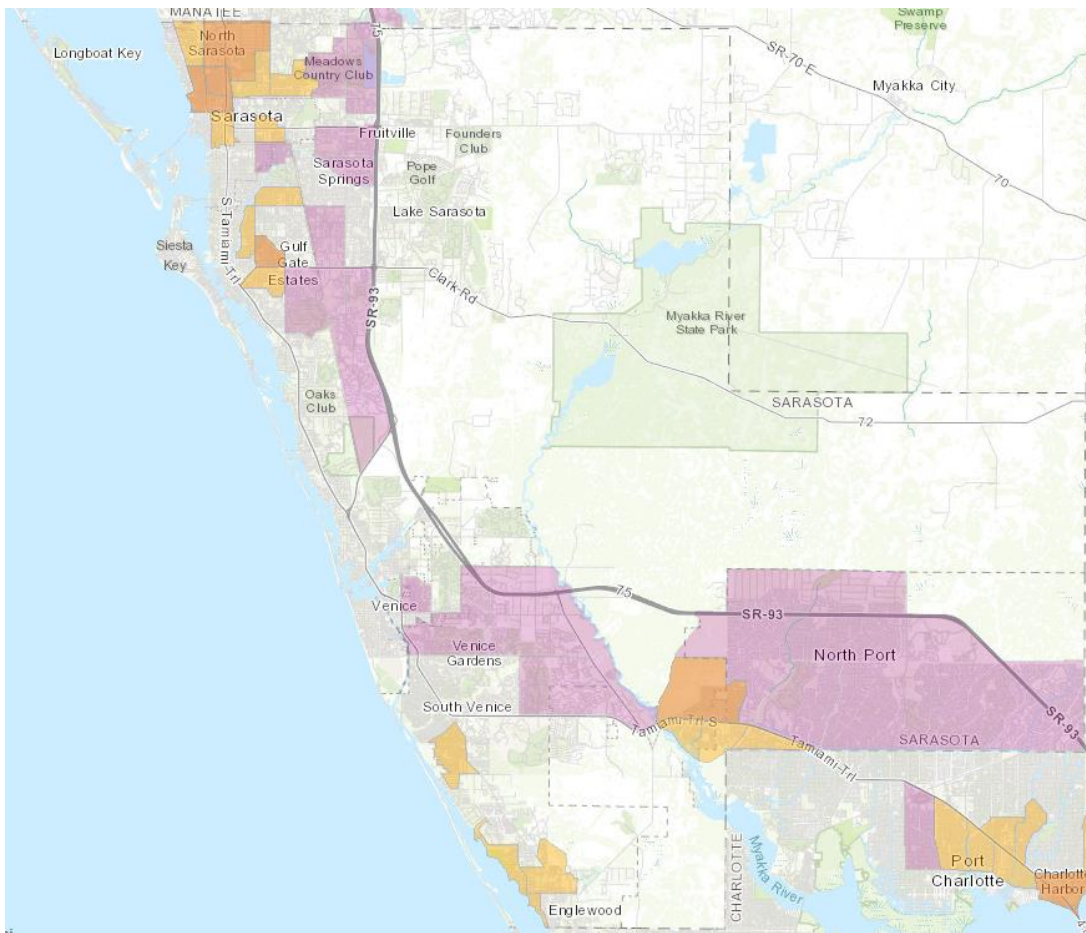 MANATEE
Longboat Key
North
Sarasota
75
Meadows
Country Club
Swamp
Preserve
SR-70-E
Myakka City
Sarasota
Fruitville
Founders
Club
Sarasota
Springs
Pope
Golf
70
S-Tamiami-Trl
Lake Sarasota
Siesta
Key
Gulf
Gate
Estates
SR-93
Clark-Rd
Myakka River
State Park
Oaks
Club
SARASOTA
72
Venice
75
SR-93
Venice
Gardens
North Port
South Venice
Tamiami-Trl-S
SARASOTA
SR-93
Tamiami-Trl
CHARLOTTE
Myakka River
Port
Charlotte
Charlotte
Harbor
Englewood